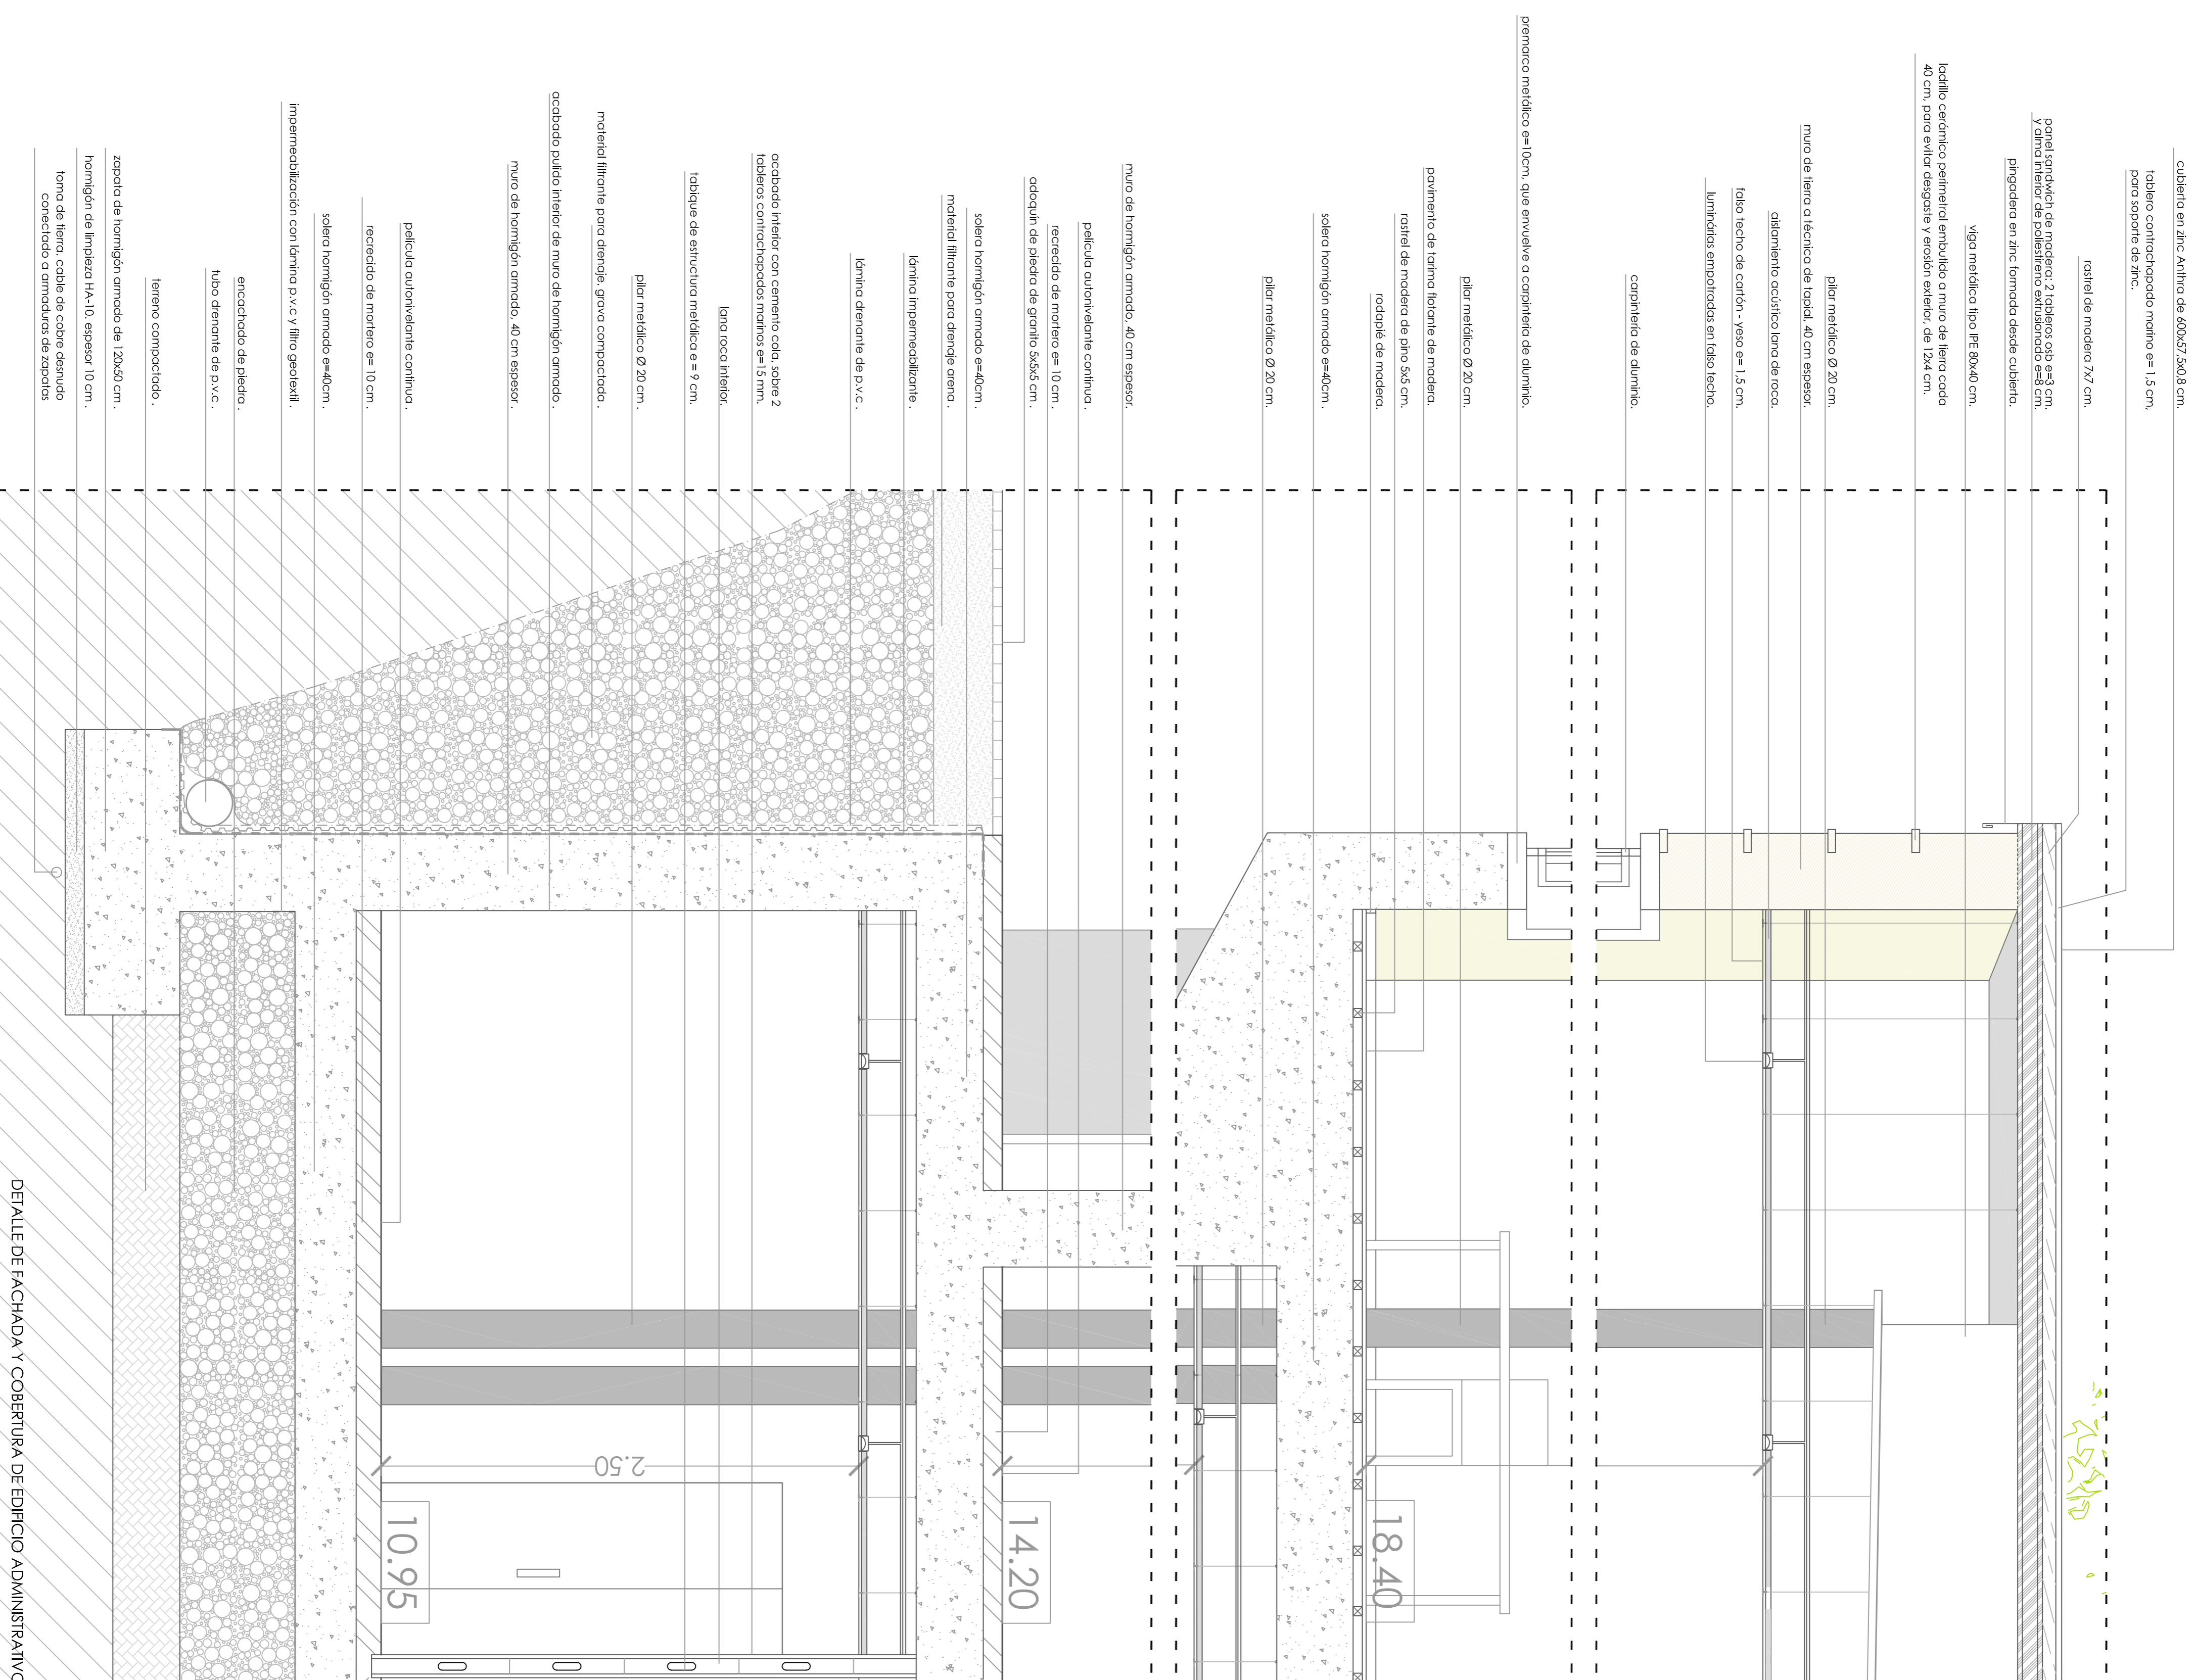 cubierta en zinc Anthra de 600x57,5x0,8 cm.
tablero contrachapado marino e= 1,5 cm,
para soporte de zinc.
rastrel de madera 7x7 cm.
panel sandwich de madera: 2 tableros osb e=3 cm.
y alma interior de poliestireno extrusionado e=8 cm.
pingadera en zinc formada desde cubierta.
viga metálica tipo IPE 80x40 cm.
ladrillo cerámico perimetral embutido a muro de tierra cada
40 cm, para evitar desgaste y erosión exterior, de 12x4 cm.
pilar metálico Ø 20 cm.
muro de tierra a técnica de tapial, 40 cm espesor.
aislamiento acústico lana de roca.
falso techo de cartón - yeso e= 1,5 cm.
luminárias empotradas en falso techo.
carpintería de aluminio.
premarco metálico e=10cm, que envuelve a carpintería de aluminio.
pilar metálico Ø 20 cm.
pavimento de tarima flotante de madera.
rastrel de madera de pino 5x5 cm.
rodapié de madera.
solera hormigón armado e=40cm .
pilar metálico Ø 20 cm.
muro de hormigón armado, 40 cm espesor.
película autonivelante continua .
recrecido de mortero e= 10 cm .
adoquín de piedra de granito 5x5x5 cm .
solera hormigón armado e=40cm .
material filtrante para drenaje arena .
lámina impermeabilizante .
lámina drenante de p.v.c .
acabado interior con cemento cola, sobre 2
tableros contrachapados marinos e=15 mm.
lana roca interior.
tabique de estructura metálica e = 9 cm.
pilar metálico Ø 20 cm .
material filtrante para drenaje, grava compactada .
acabado pulido interior de muro de hormigón armado .
muro de hormigón armado, 40 cm espesor .
película autonivelante continua .
recrecido de mortero e= 10 cm .
solera hormigón armado e=40cm .
impermeabilización con lámina p.v.c y filtro geotextil .
encachado de piedra .
tubo drenante de p.v.c .
terreno compactado .
zapata de hormigón armado de 120x50 cm .
hormigón de limpieza HA-10, espesor 10 cm .
toma de tierra, cable de cobre desnudo
conectado a armaduras de zapatas
2.50
10.95
14.20
18.40
DETALLE DE FACHADA Y COBERTURA DE EDIFICIO ADMINISTRATIVO